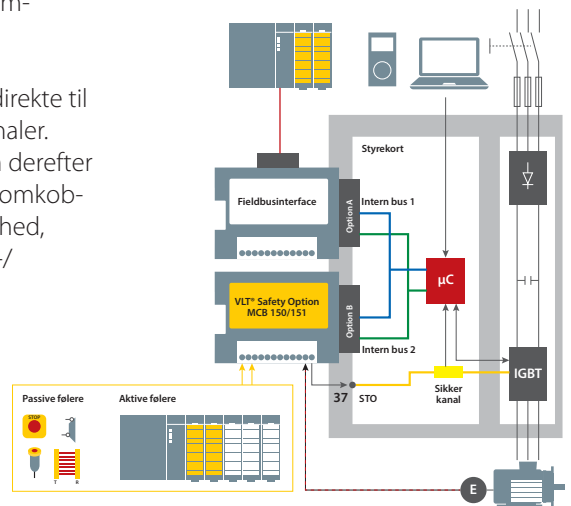 m-
direkte til
naler.
derefter
omkob-
hed,
-/
Styrekort
Fieldbusinterface
Option A
Intern bus 1
µC
VLT® Safety Option
MCB 150/151
Option B
Intern bus 2
IGBT
37
STO
Sikker
kanal
Passive følere
Aktive følere
STOP
T R
E